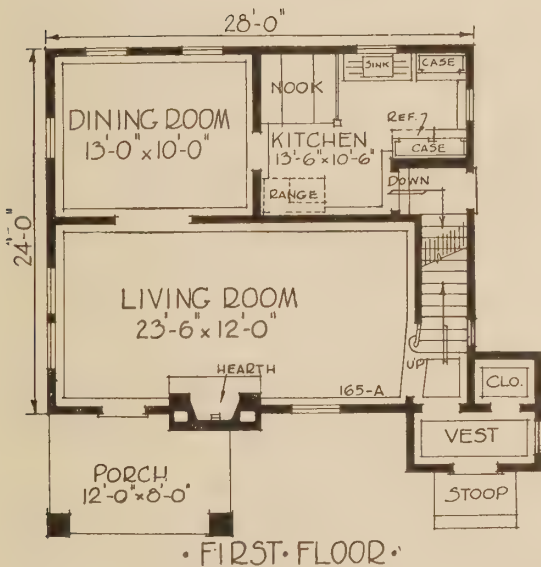 28'-0"
24'-0"
DINING ROOM
13'-0" x 10'-0"
NOOK
SINK
CASE
REF.
KITCHEN
13'-6" x 10'-6"
CASE
RANGE
DOWN
LIVING ROOM
23'-6" x 12'-0"
HEARTH
165-A
UP
CLO.
VEST
STOOP
PORCH
12'-0" x 8'-0"
· FIRST · FLOOR ·